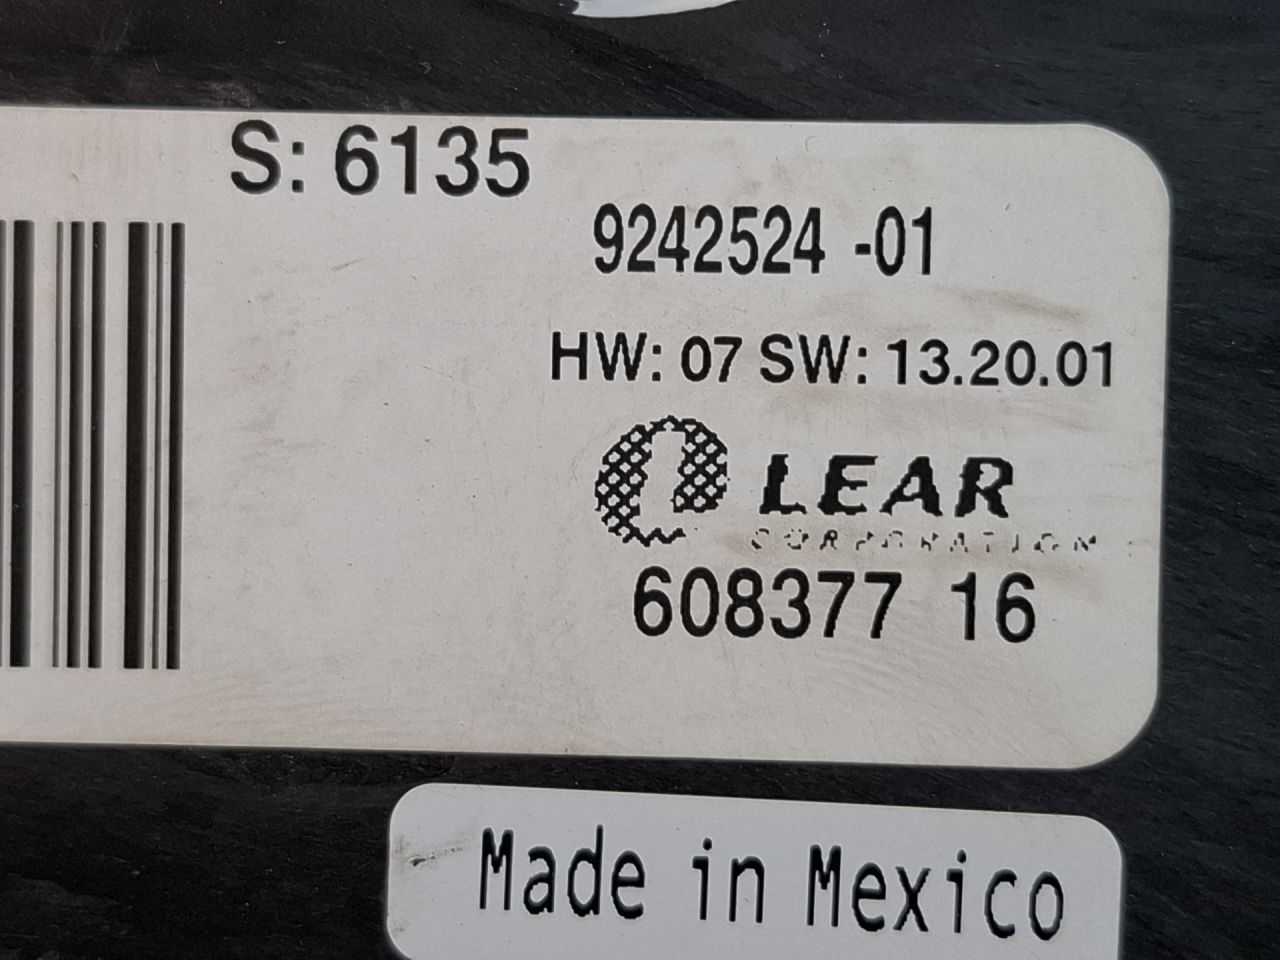 S: 6135
9242524 -01
HW: 07 SW: 13.20.01
LEAR
CORPORATION
608377 16
Made in Mexico